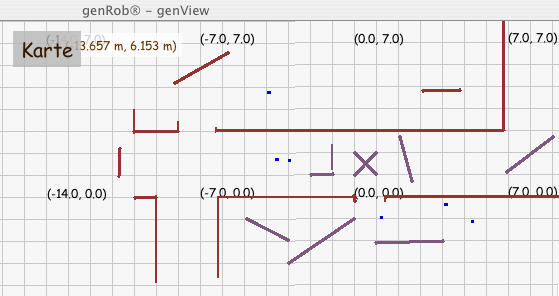 genRob® – genView
Karte
13.657 m, 6.153 m)
(-7.0, 7.0)
(0.0, 7.0)
(7.0, 7.0)
(-14.0, 0.0)
(-7.0, 0.0)
(0.0, 0.0)
(7.0, 0.0)